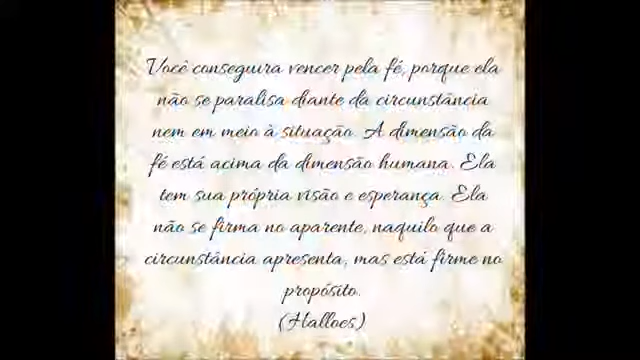 Você conseguira vencer pela fé, porque ela
não se paralisa diante da circunstância
nem em meio à situação. A dimensão da
fé está acima da dimensão humana. Ela
tem sua própria visão e esperança. Ela
não se firma no aparente, naquilo que a
circunstância apresenta, mas está firme no
propósito.
(Halloes)